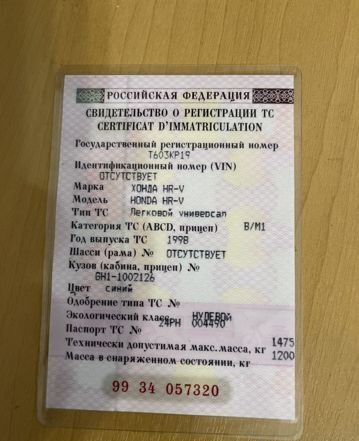 РОССИЙСКАЯ ФЕДЕРАЦИЯ
СВИДЕТЕЛЬСТВО О РЕГИСТРАЦИИ ТС
CERTIFICAT D'IMMATRICULATION
Государственный регистрационный номер
Т603КР19
Идентификационный номер (VIN)
ОТСУТСТВУЕТ
Марка ХОНДА HR-V
Модель HONDA HR-V
Тип ТС Легковой универсал
Категория ТС (ABCD, прицеп) B/M1
Год выпуска ТС 1998
Шасси (рама) № ОТСУТСТВУЕТ
Кузов (кабина, прицеп) №
GH1-1002126
Цвет синий
Одобрение типа ТС №
Экологический класс НУЛЕВОЙ
Паспорт ТС № 24РН 004490
Технически допустимая макс.масса, кг 1475
Масса в снаряженном состоянии, кг 1200
99 34 057320